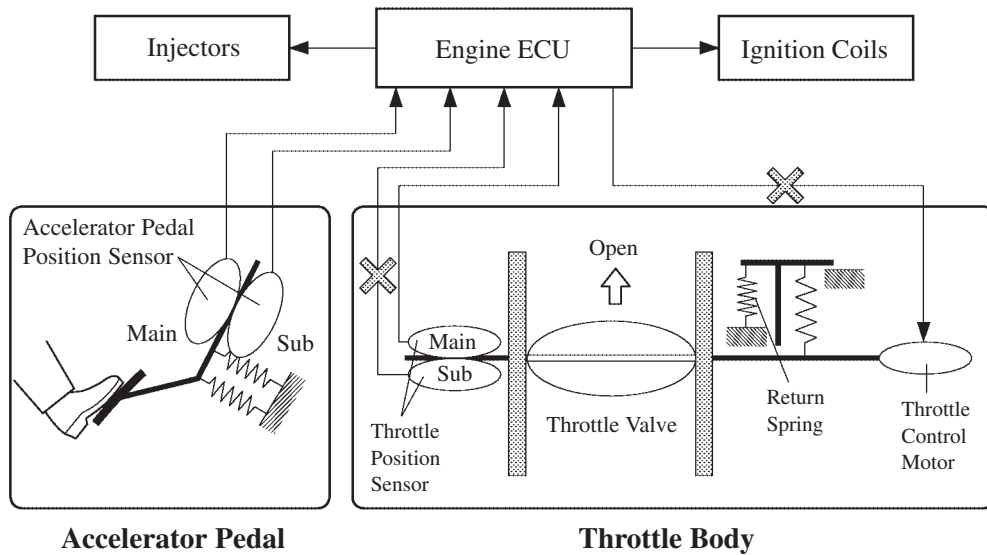 Injectors
Engine ECU
Ignition Coils
Accelerator Pedal
Position Sensor
Main
Sub
Open
Main
Sub
Throttle
Position
Sensor
Throttle Valve
Return
Spring
Throttle
Control
Motor
Accelerator Pedal
Throttle Body